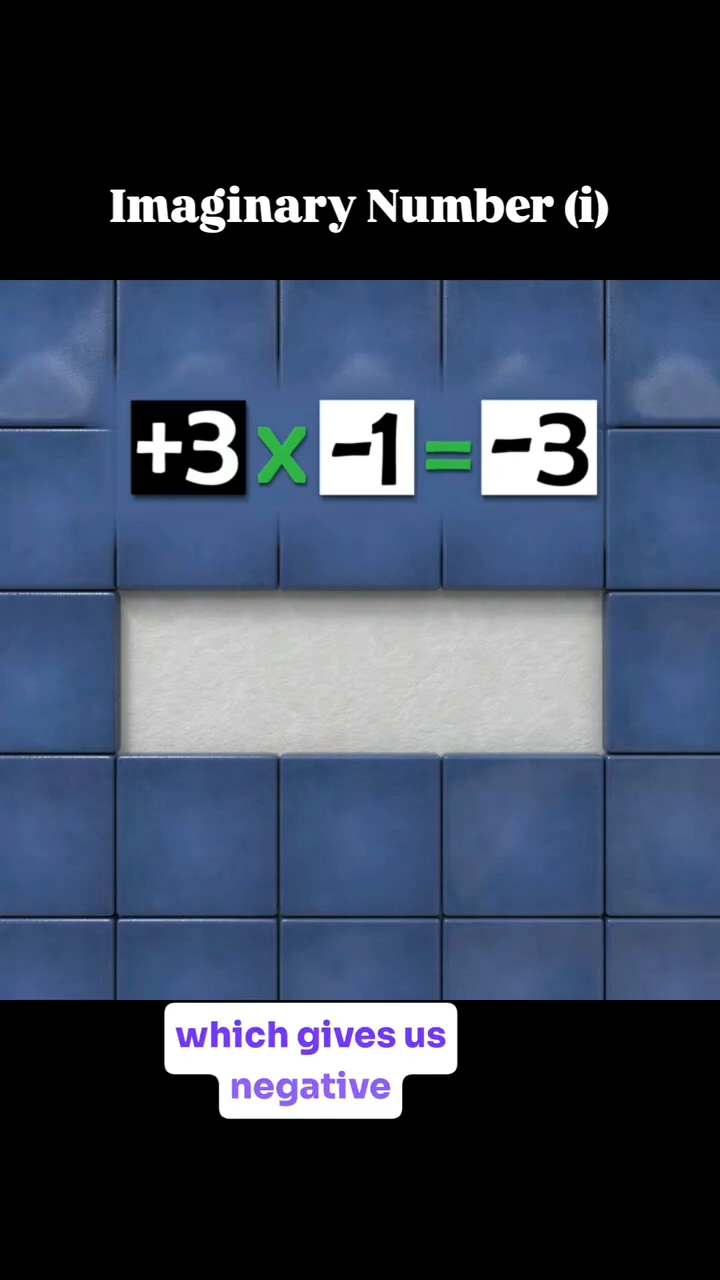 Imaginary Number (i)
+3 x -1 = -3
which gives us
negative